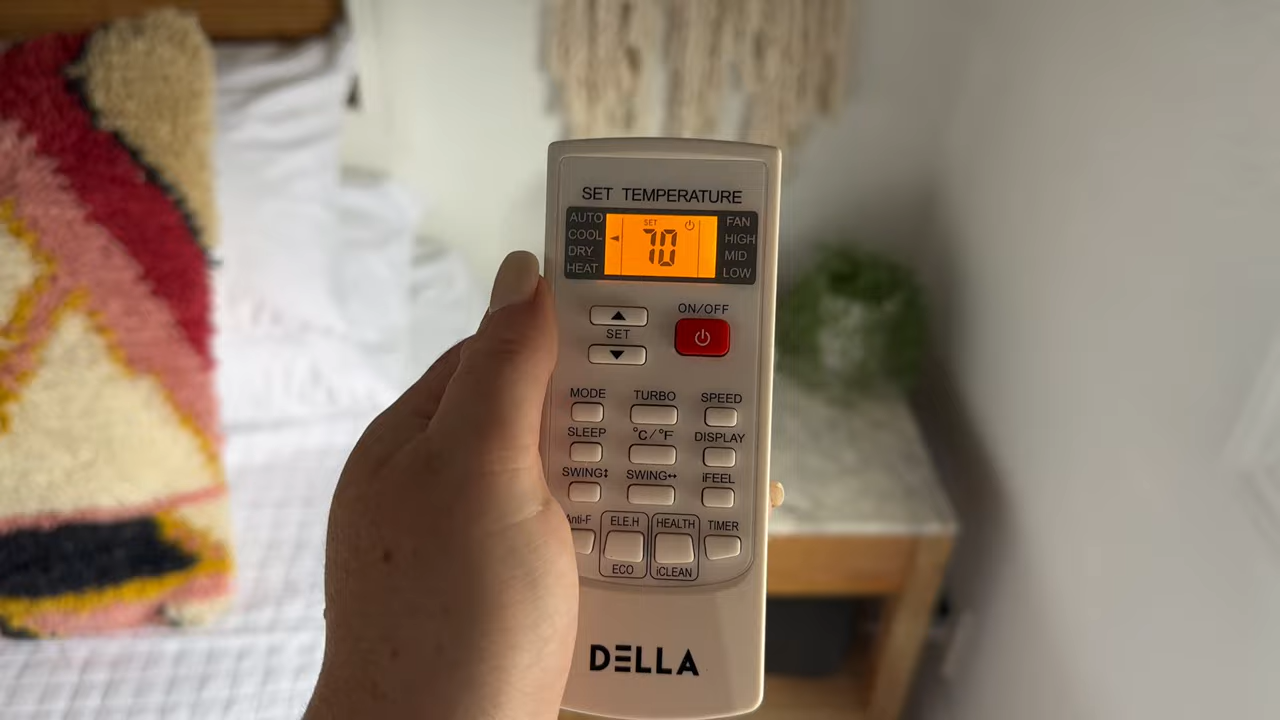 SET TEMPERATURE
AUTO
COOL
DRY
HEAT
SET
70
FAN
HIGH
MID
LOW
SET
ON/OFF
MODE TURBO SPEED
SLEEP °C/°F DISPLAY
SWING↕ SWING↔ iFEEL
Anti-F ELE.H HEALTH TIMER
ECO iCLEAN
DELLA